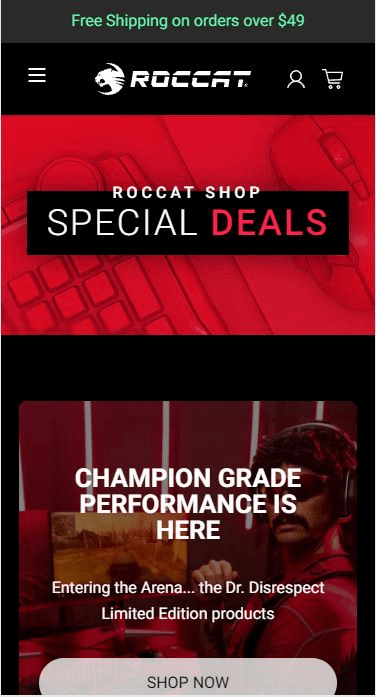 Free Shipping on orders over $49
ROCCAT
ROCCAT SHOP
SPECIAL DEALS
CHAMPION GRADE
PERFORMANCE IS
HERE
Entering the Arena... the Dr. Disrespect
Limited Edition products
SHOP NOW